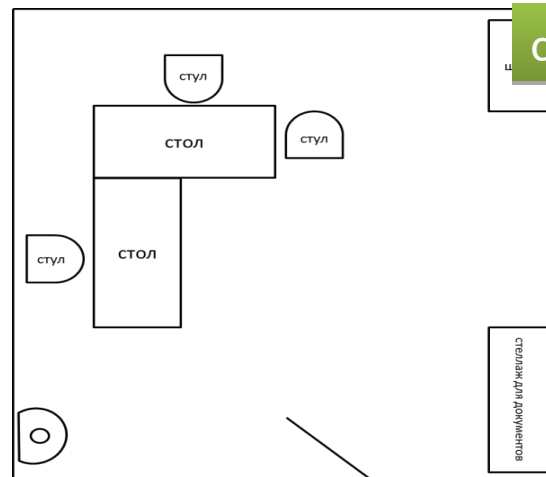 стул
стол
стул
стул
стол
стеллаж для документов